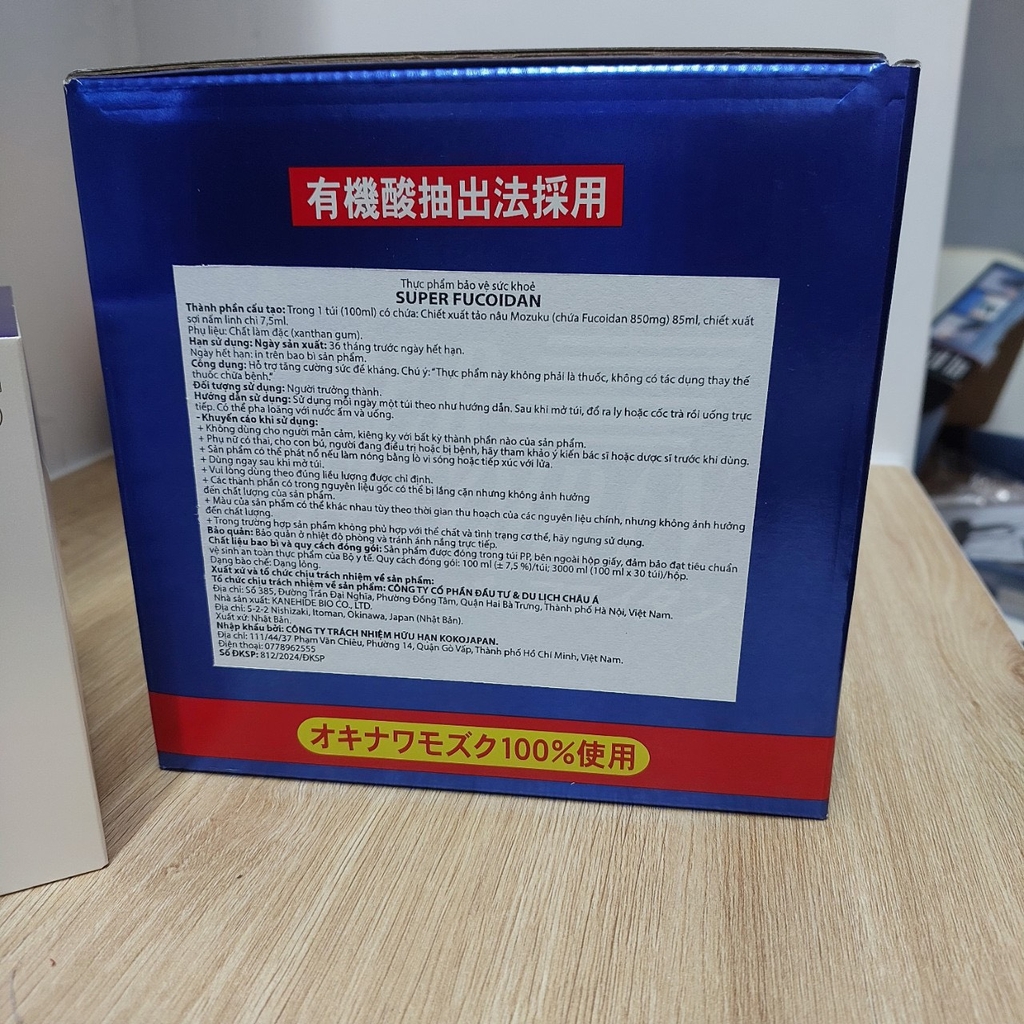 有機酸抽出法採用
Thực phẩm bảo vệ sức khoẻ
SUPER FUCOIDAN
Thành phần cấu tạo: Trong 1 túi (100ml) có chứa: Chiết xuất tảo nâu Mozuku (chứa Fucoidan 850mg) 85ml, chiết xuất
sợi nấm linh chi 7,5ml.
Phụ liệu: Chất làm đặc (xanthan gum).
Hạn sử dụng: Ngày sản xuất: 36 tháng trước ngày hết hạn.
Ngày hết hạn: in trên bao bì sản phẩm.
Công dụng: Hỗ trợ tăng cường sức đề kháng. Chú ý: "Thực phẩm này không phải là thuốc, không có tác dụng thay thế
thuốc chữa bệnh."
Đối tượng sử dụng: Người trưởng thành.
Hướng dẫn sử dụng: Sử dụng mỗi ngày một túi theo như hướng dẫn. Sau khi mở túi, đổ ra ly hoặc cốc trà rồi uống trực
tiếp. Có thể pha loãng với nước ấm và uống.
- Khuyến cáo khi sử dụng:
+ Không dùng cho người mẫn cảm, kiêng kỵ với bất kỳ thành phần nào của sản phẩm.
+ Phụ nữ có thai, cho con bú, người đang điều trị hoặc bị bệnh, hãy tham khảo ý kiến bác sĩ hoặc dược sĩ trước khi dùng.
+ Sản phẩm có thể phát nổ nếu làm nóng bằng lò vi sóng hoặc tiếp xúc với lửa.
+ Dùng ngay sau khi mở túi.
+ Vui lòng dùng theo đúng liều lượng được chỉ định.
+ Các thành phần có trong nguyên liệu gốc có thể bị lắng cặn nhưng không ảnh hưởng
đến chất lượng của sản phẩm.
+ Màu của sản phẩm có thể khác nhau tùy theo thời gian thu hoạch của các nguyên liệu chính, nhưng không ảnh hưởng
đến chất lượng.
+ Trong trường hợp sản phẩm không phù hợp với thể chất và tình trạng cơ thể, hãy ngưng sử dụng.
Bảo quản: Bảo quản ở nhiệt độ phòng và tránh ánh nắng trực tiếp.
Chất liệu bao bì và quy cách đóng gói: Sản phẩm được đóng trong túi PP, bên ngoài hộp giấy, đảm bảo đạt tiêu chuẩn
vệ sinh an toàn thực phẩm của Bộ y tế. Quy cách đóng gói: 100 ml (± 7,5 %)/túi; 3000 ml (100 ml x 30 túi)/hộp.
Dạng bào chế: Dạng lỏng.
Xuất xứ và tổ chức chịu trách nhiệm về sản phẩm:
Tổ chức chịu trách nhiệm về sản phẩm: CÔNG TY CỔ PHẦN ĐẦU TƯ & DU LỊCH CHÂU Á
Địa chỉ: Số 385, Đường Trần Đại Nghĩa, Phường Đồng Tâm, Quận Hai Bà Trưng, Thành phố Hà Nội, Việt Nam.
Nhà sản xuất: KANEHIDE BIO CO., LTD.
Địa chỉ: 5-2-2 Nishizaki, Itoman, Okinawa, Japan (Nhật Bản).
Xuất xứ: Nhật Bản.
Nhập khẩu bởi: CÔNG TY TRÁCH NHIỆM HỮU HẠN KOKOJAPAN.
Địa chỉ: 111/44/37 Phạm Văn Chiêu, Phường 14, Quận Gò Vấp, Thành phố Hồ Chí Minh, Việt Nam.
Điện thoại: 0778962555
Số ĐKSP: 812/2024/ĐKSP
オキナワモズク100%使用